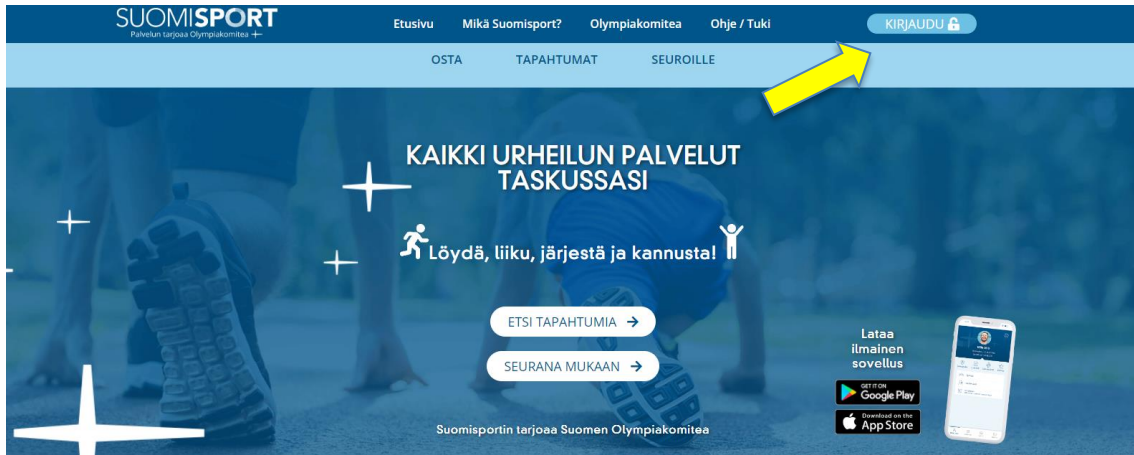 SUOMISPORT
Palvelun tarjoaa Olympiakomitea
Etusivu Mikä Suomisport? Olympiakomitea Ohje / Tuki
KIRJAUDU
OSTA TAPAHTUMAT SEUROILLE
KAIKKI URHEILUN PALVELUT
TASKUSSASI
Löydä, liiku, järjestä ja kannusta!
ETSI TAPAHTUMIA
SEURANA MUKAAN
Lataa
ilmainen
sovellus
GET IT ON
Google Play
Download on the
App Store
Suomisportin tarjoaa Suomen Olympiakomitea